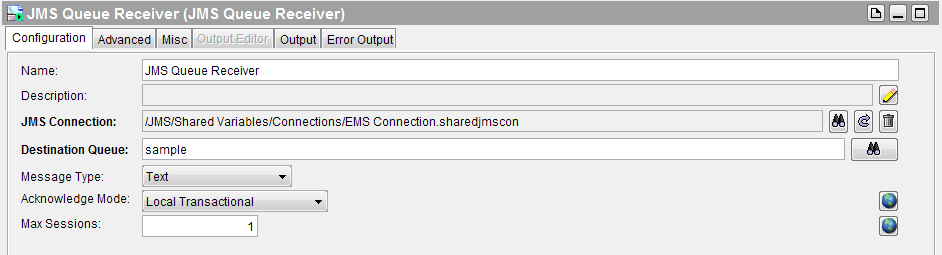 JMS Queue Receiver (JMS Queue Receiver)
Configuration Advanced Misc Output Editor Output Error Output
Name: JMS Queue Receiver
Description:
JMS Connection: /JMS/Shared Variables/Connections/EMS Connection.sharedjmscon
Destination Queue: sample
Message Type: Text
Acknowledge Mode: Local Transactional
Max Sessions: 1